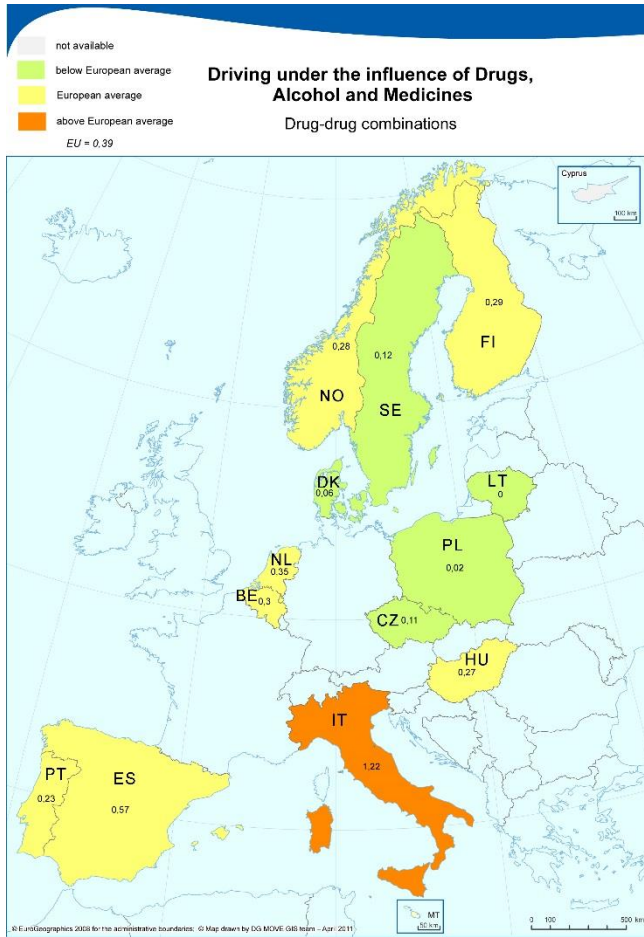 not available
below European average
European average
above European average
EU = 0,39
Driving under the influence of Drugs,
Alcohol and Medicines
Drug-drug combinations
Cyprus
100 km
0,29
FI
0,28
NO
0,12
SE
DK
0,06
LT
0
PL
0,02
NL
0.35
BE 0,3
CZ 0,11
HU
0,27
IT
1,22
PT
0,23
ES
0,57
MT
50 km
0 100 500 km
© EuroGeographics 2008 for the administrative boundaries; © Map drawn by DG MOVE GIS team – April 2011